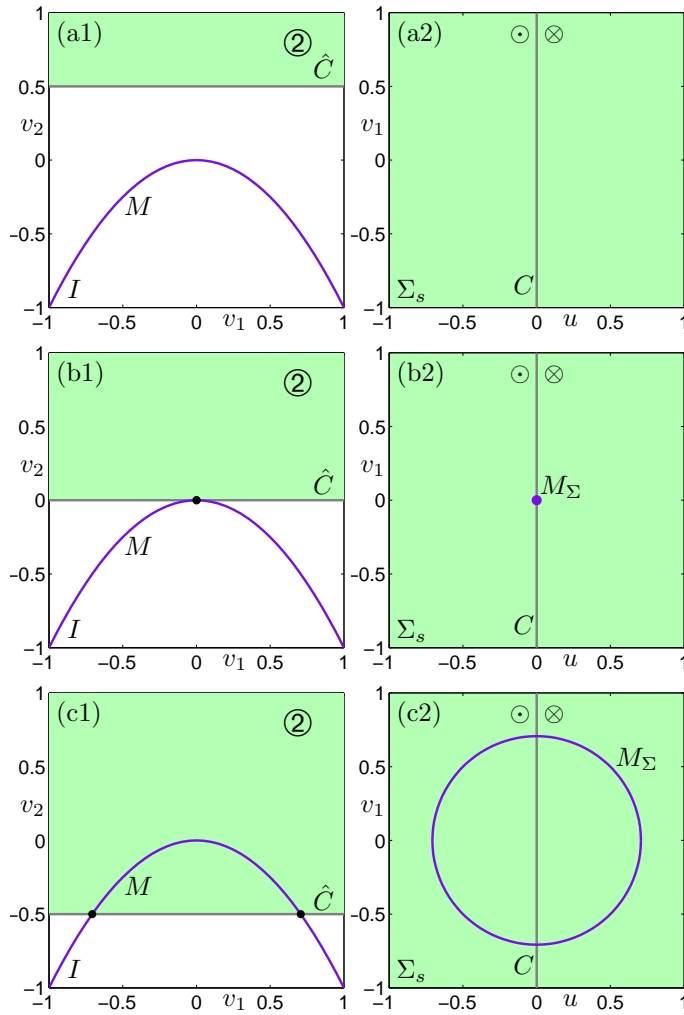 (a1) ② Ĉ
1
0.5
v₂
0
−0.5
−1
M
I
−1 −0.5 0 v₁ 0.5 1
(a2) ⊙ ⊗
1
0.5
v₁
0
−0.5
−1
Σₛ C
−1 −0.5 0 u 0.5 1
(b1) ②
1
0.5
v₂
0
−0.5
−1
Ĉ
M
I
−1 −0.5 0 v₁ 0.5 1
(b2) ⊙ ⊗
1
0.5
v₁
0
−0.5
−1
M_Σ
Σₛ C
−1 −0.5 0 u 0.5 1
(c1) ②
1
0.5
v₂
0
−0.5
−1
M Ĉ
I
−1 −0.5 0 v₁ 0.5 1
(c2) ⊙ ⊗
1
0.5
v₁
0
−0.5
−1
M_Σ
Σₛ C
−1 −0.5 0 u 0.5 1